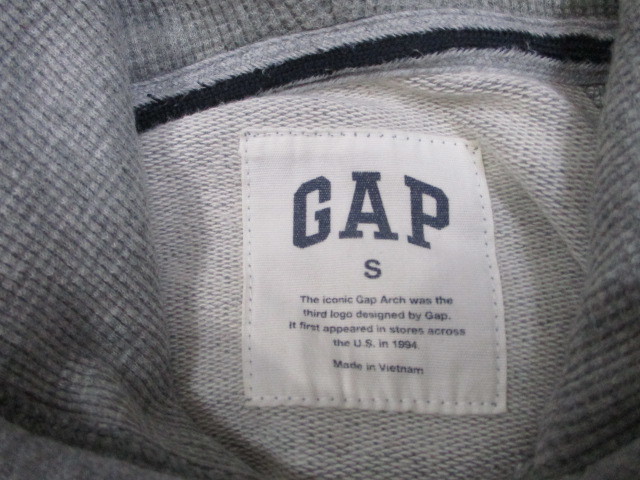 GAP
S
The iconic Gap Arch was the
third logo designed by Gap.
It first appeared in stores across
the U.S. in 1994.
Made in Vietnam